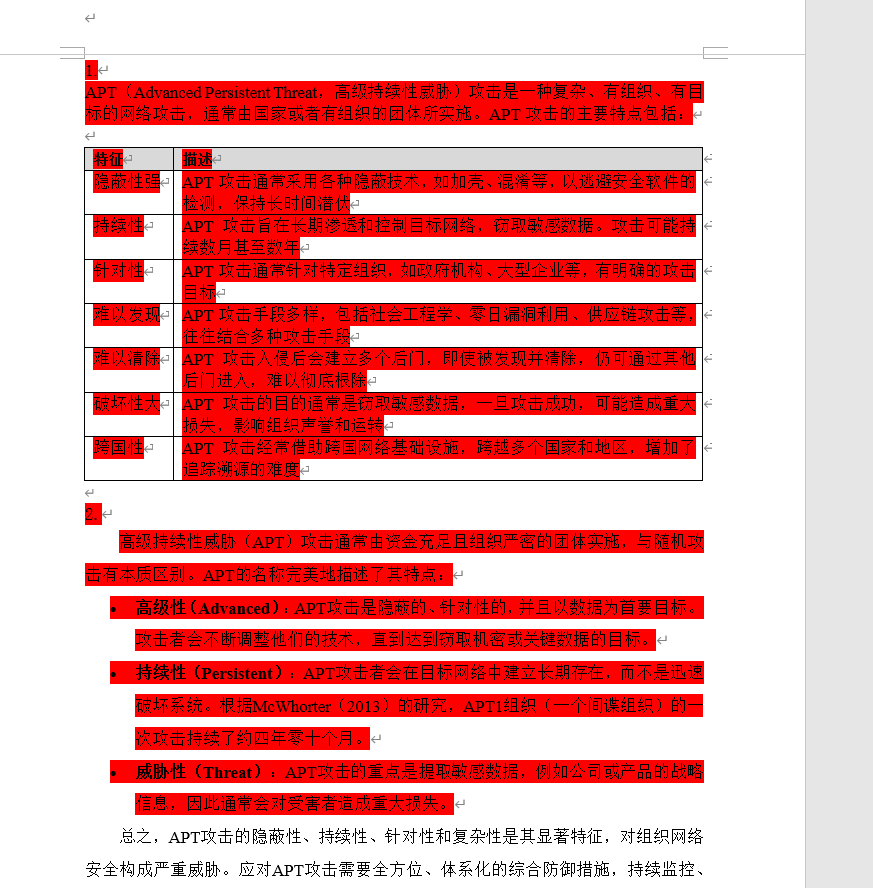 1
APT（Advanced Persistent Threat，高级持续性威胁）攻击是一种复杂、有组织、有目
标的网络攻击，通常由国家或者有组织的团体所实施。APT 攻击的主要特点包括：
特征 描述
隐蔽性强 APT 攻击通常采用各种隐蔽技术，如加壳、混淆等，以逃避安全软件的
检测，保持长时间潜伏
持续性 APT 攻击旨在长期渗透和控制目标网络，窃取敏感数据。攻击可能持
续数月甚至数年
针对性 APT 攻击通常针对特定组织，如政府机构、大型企业等，有明确的攻击
目标
难以发现 APT 攻击手段多样，包括社会工程学、零日漏洞利用、供应链攻击等，
往往结合多种攻击手段
难以清除 APT 攻击入侵后会建立多个后门，即使被发现并清除，仍可通过其他
后门进入，难以彻底根除
破坏性大 APT 攻击的目的通常是窃取敏感数据，一旦攻击成功，可能造成重大
损失，影响组织声誉和运转
跨国性 APT 攻击经常借助跨国网络基础设施，跨越多个国家和地区，增加了
追踪溯源的难度
2.
高级持续性威胁（APT）攻击通常由资金充足且组织严密的团体实施，与随机攻
击有本质区别。APT的名称完美地描述了其特点：
• 高级性（Advanced）：APT攻击是隐蔽的、针对性的，并且以数据为首要目标。
攻击者会不断调整他们的技术，直到达到窃取机密或关键数据的目标。
• 持续性（Persistent）：APT攻击者会在目标网络中建立长期存在，而不是迅速
破坏系统。根据McWhorter（2013）的研究，APT1组织（一个间谍组织）的一
次攻击持续了约四年零十个月。
• 威胁性（Threat）：APT攻击的重点是提取敏感数据，例如公司或产品的战略
信息，因此通常会对受害者造成重大损失。
总之，APT攻击的隐蔽性、持续性、针对性和复杂性是其显著特征，对组织网络
安全构成严重威胁。应对APT攻击需要全方位、体系化的综合防御措施，持续监控、